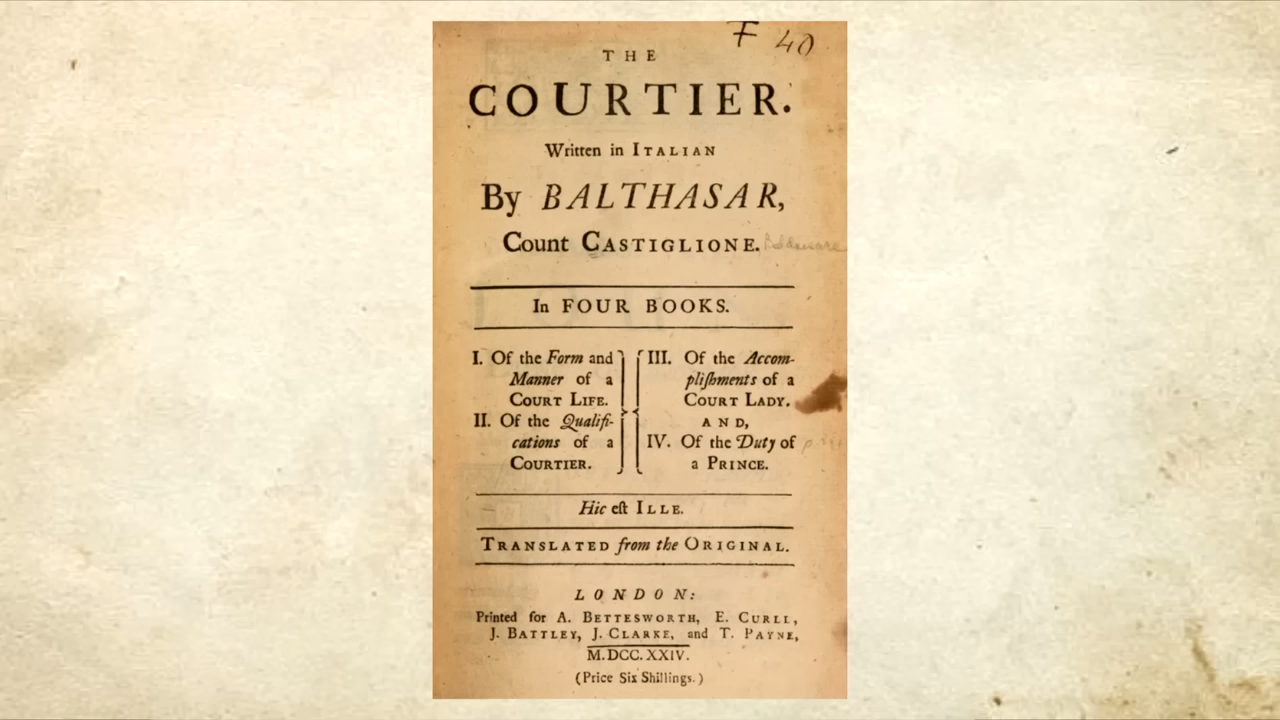 F 40
THE
COURTIER.
Written in ITALIAN
By BALTHASAR,
Count CASTIGLIONE.
In FOUR BOOKS.
I. Of the Form and
Manner of a
COURT LIFE.
II. Of the Qualifi-
cations of a
COURTIER.
III. Of the Accom-
pliſhments of a
COURT LADY.
AND,
IV. Of the Duty of
a PRINCE.
Hic eſt ILLE.
TRANSLATED from the ORIGINAL.
LONDON:
Printed for A. BETTESWORTH, E. CURLL,
J. BATTLEY, J. CLARKE, and T. PAYNE,
M.DCC.XXIV.
(Price Six Shillings.)